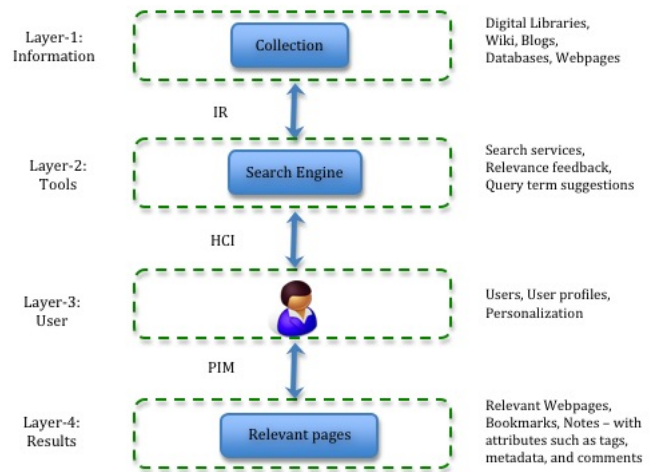 Layer-1:
Information
Collection
Digital Libraries,
Wiki, Blogs,
Databases, Webpages
IR
Layer-2:
Tools
Search Engine
Search services,
Relevance feedback,
Query term suggestions
HCI
Layer-3:
User
Users, User profiles,
Personalization
PIM
Layer-4:
Results
Relevant pages
Relevant Webpages,
Bookmarks, Notes – with
attributes such as tags,
metadata, and comments